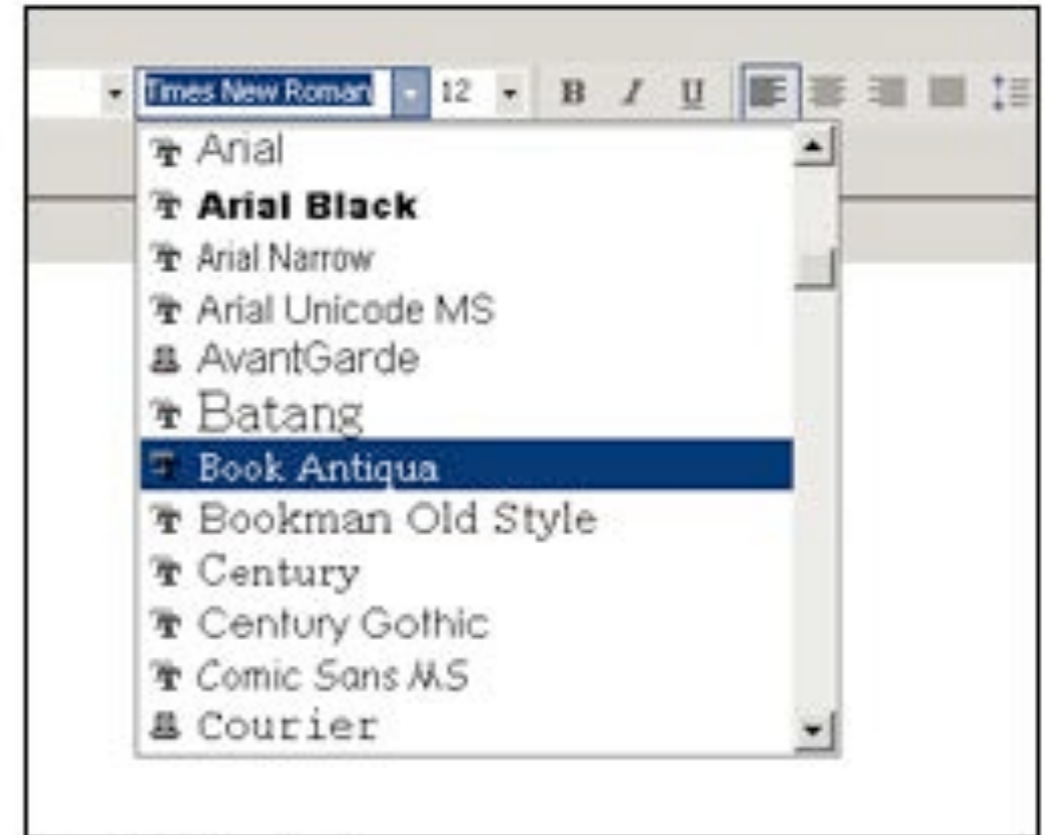 Times New Roman 12 B I U
Arial
Arial Black
Arial Narrow
Arial Unicode MS
AvantGarde
Batang
Book Antiqua
Bookman Old Style
Century
Century Gothic
Comic Sans MS
Courier